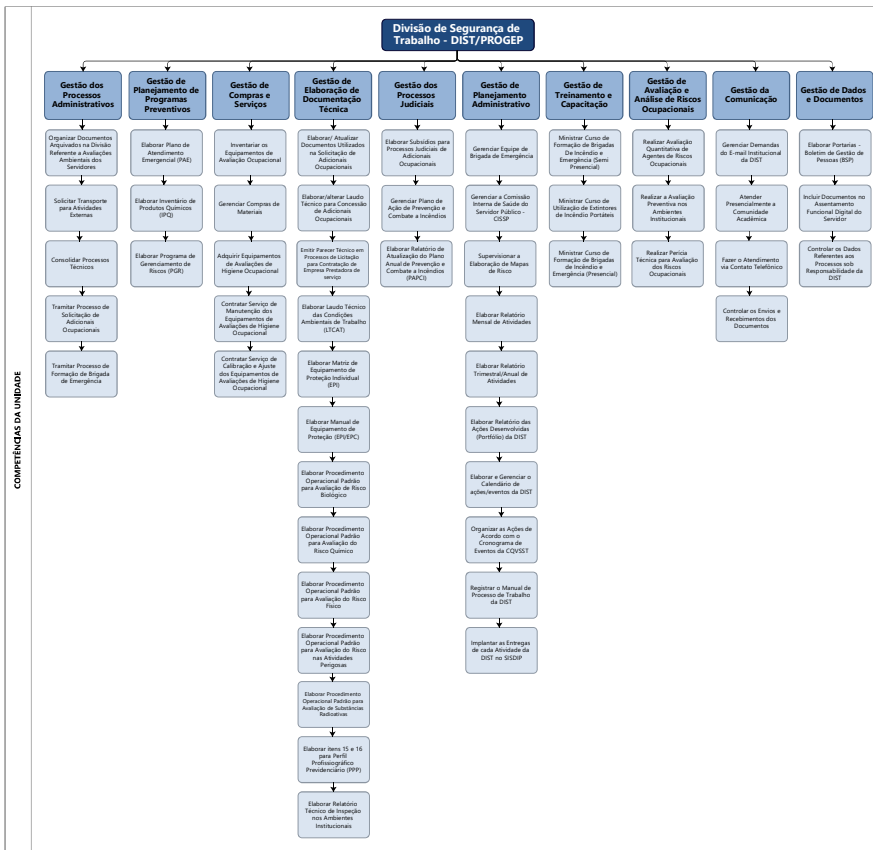 Divisão de Segurança de
Trabalho - DIST/PROGEP
COMPETÊNCIAS DA UNIDADE
Gestão dos
Processos
Administrativos
Organizar Documentos
Arquivados na Divisão
Referente a Avaliações
Ambientais dos
Servidores
Solicitar Transporte
para Atividades
Externas
Consolidar Processos
Técnicos
Tramitar Processo de
Solicitação de
Adicionais
Ocupacionais
Tramitar Processo de
Formação de Brigada
de Emergência
Gestão de
Planejamento de
Programas
Preventivos
Elaborar Plano de
Atendimento
Emergencial (PAE)
Elaborar Inventário de
Produtos Químicos
(IPQ)
Elaborar Programa de
Gerenciamento de
Riscos (PGR)
Gestão de
Compras e
Serviços
Inventariar os
Equipamentos de
Avaliação Ocupacional
Gerenciar Compras de
Materiais
Adquirir Equipamentos
de Avaliações de
Higiene Ocupacional
Contratar Serviço de
Manutenção dos
Equipamentos de
Avaliações de Higiene
Ocupacional
Contratar Serviço de
Calibração e Ajuste
dos Equipamentos de
Avaliações de Higiene
Ocupacional
Gestão de
Elaboração de
Documentação
Técnica
Elaborar/ Atualizar
Documentos Utilizados
na Solicitação de
Adicionais
Ocupacionais
Elaborar/alterar Laudo
Técnico para Concessão
de Adicionais
Ocupacionais
Emitir Parecer Técnico em
Processos de Licitação
para Contratação de
Empresa Prestadora de
serviço
Elaborar Laudo Técnico
das Condições
Ambientais de Trabalho
(LTCAT)
Elaborar Matriz de
Equipamento de
Proteção Individual
(EPI)
Elaborar Manual de
Equipamento de
Proteção (EPI/EPC)
Elaborar Procedimento
Operacional Padrão
para Avaliação de Risco
Biológico
Elaborar Procedimento
Operacional Padrão
para Avaliação do
Risco Químico
Elaborar Procedimento
Operacional Padrão
para Avaliação do Risco
Físico
Elaborar Procedimento
Operacional Padrão
para Avaliação do Risco
nas Atividades
Perigosas
Elaborar Procedimento
Operacional Padrão para
Avaliação de Substâncias
Radioativas
Elaborar itens 15 e 16
para Perfil
Profissiográfico
Previdenciário (PPP)
Elaborar Relatório
Técnico de Inspeção
nos Ambientes
Institucionais
Gestão dos
Processos
Judiciais
Elaborar Subsídios para
Processos Judiciais de
Adicionais
Ocupacionais
Gerenciar Plano de
Ação de Prevenção e
Combate a Incêndios
Elaborar Relatório de
Atualização do Plano
Anual de Prevenção e
Combate a Incêndios
(PAPCI)
Gestão de
Planejamento
Administrativo
Gerenciar Equipe de
Brigada de Emergência
Gerenciar a Comissão
Interna de Saúde do
Servidor Público -
CISSP
Supervisionar a
Elaboração de Mapas
de Risco
Elaborar Relatório
Mensal de Atividades
Elaborar Relatório
Trimestral/Anual de
Atividades
Elaborar Relatório das
Ações Desenvolvidas
(Portfólio) da DIST
Elaborar e Gerenciar o
Calendário de
ações/eventos da DIST
Organizar as Ações de
Acordo com o
Cronograma de
Eventos da CQVSST
Registrar o Manual de
Processo de Trabalho
da DIST
Implantar as Entregas
de cada Atividade da
DIST no SISDIP
Gestão de
Treinamento e
Capacitação
Ministrar Curso de
Formação de Brigadas
De Incêndio e
Emergência (Semi
Presencial)
Ministrar Curso de
Utilização de Extintores
de Incêndio Portáteis
Ministrar Curso de
Formação de Brigadas
de Incêndio e
Emergência (Presencial)
Gestão de
Avaliação e
Análise de Riscos
Ocupacionais
Realizar Avaliação
Quantitativa de
Agentes de Riscos
Ocupacionais
Realizar a Avaliação
Preventiva nos
Ambientes
Institucionais
Realizar Perícia
Técnica para Avaliação
dos Riscos
Ocupacionais
Gestão da
Comunicação
Gerenciar Demandas
do E-mail Institucional
da DIST
Atender
Presencialmente a
Comunidade
Acadêmica
Fazer o Atendimento
via Contato Telefônico
Controlar os Envios e
Recebimentos dos
Documentos
Gestão de Dados
e Documentos
Elaborar Portarias -
Boletim de Gestão de
Pessoas (BSP)
Incluir Documentos no
Assentamento
Funcional Digital do
Servidor
Controlar os Dados
Referentes aos
Processos sob
Responsabilidade da
DIST